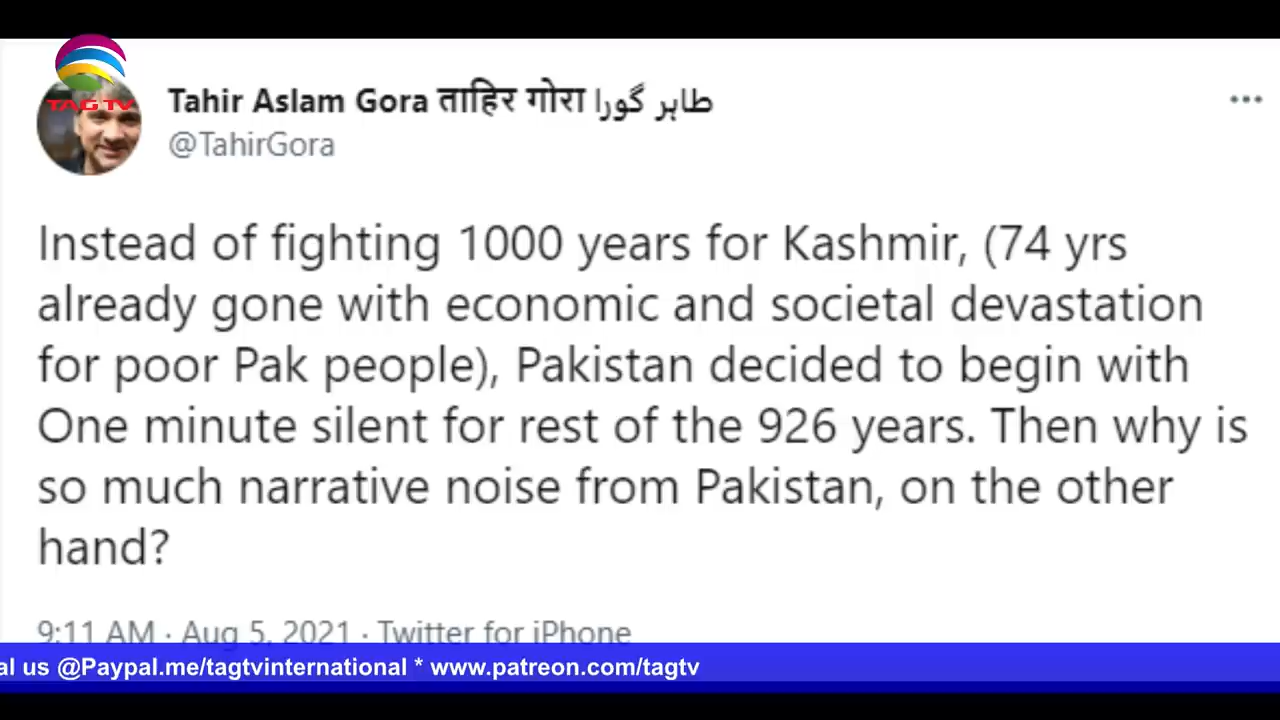 TAG TV
Tahir Aslam Gora ताहिर गोरा طاہر گورا
@TahirGora
Instead of fighting 1000 years for Kashmir, (74 yrs
already gone with economic and societal devastation
for poor Pak people), Pakistan decided to begin with
One minute silent for rest of the 926 years. Then why is
so much narrative noise from Pakistan, on the other
hand?
9:11 AM · Aug 5, 2021 · Twitter for iPhone
us @Paypal.me/tagtvinternational * www.patreon.com/tagtv